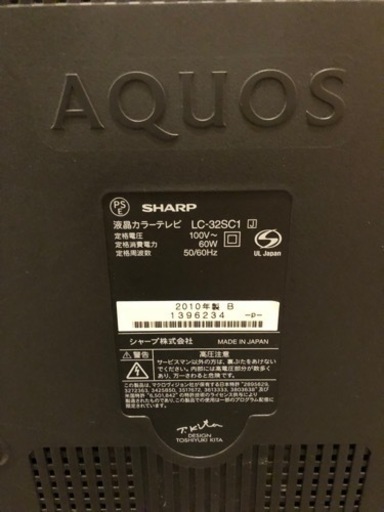 AQUOS
PS
E
SHARP
液晶カラーテレビ LC-32SC1 J
定格電圧 100V~
定格消費電力 60W
定格周波数 50/60Hz
S
UL Japan
2010年製 B
1396234 -P-
シャープ株式会社 MADE IN JAPAN
警告 高圧注意
サービスマン以外の方は、裏ぶたをあけないで
ください。内部には高電圧部分が数多く
あり、万一さわると危険です。
DESIGN
TOSHIYUKI KITA